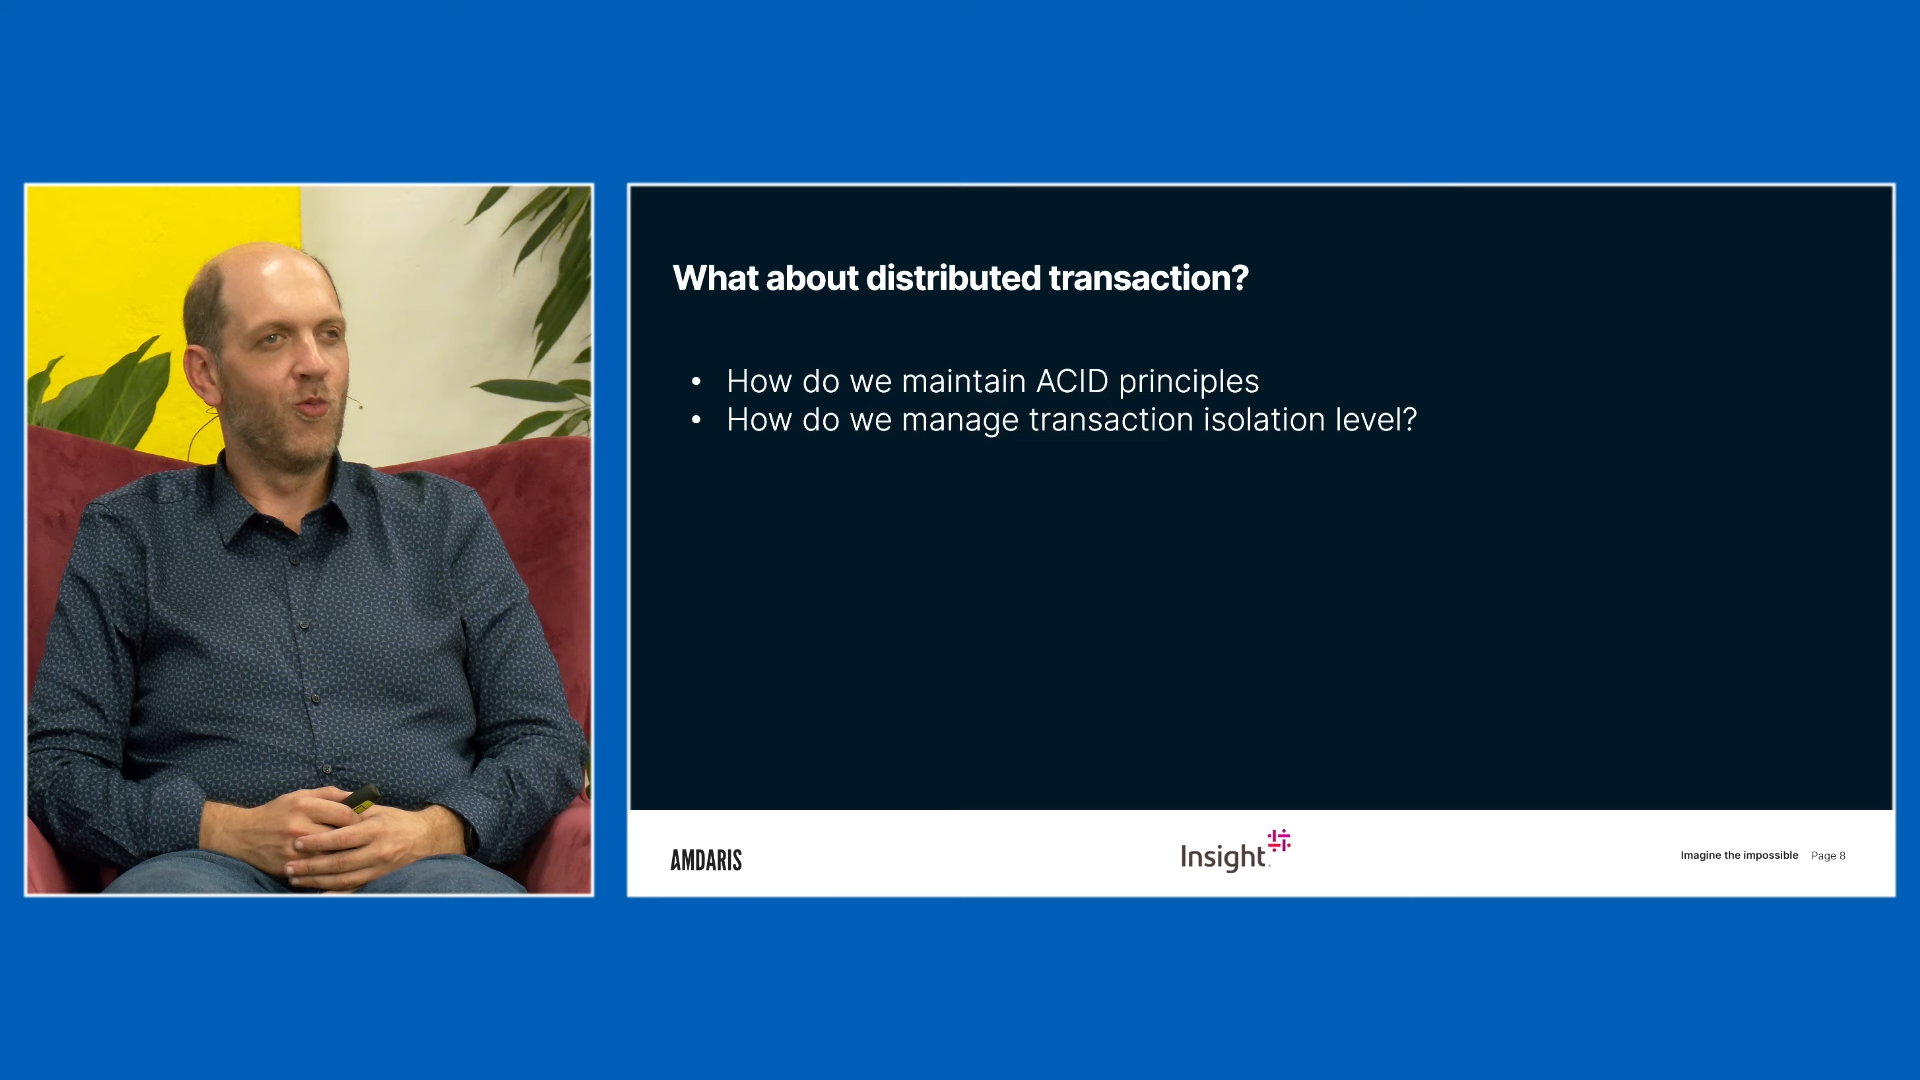 What about distributed transaction?
• How do we maintain ACID principles
• How do we manage transaction isolation level?
AMDARIS
Insight
Imagine the impossible Page 8